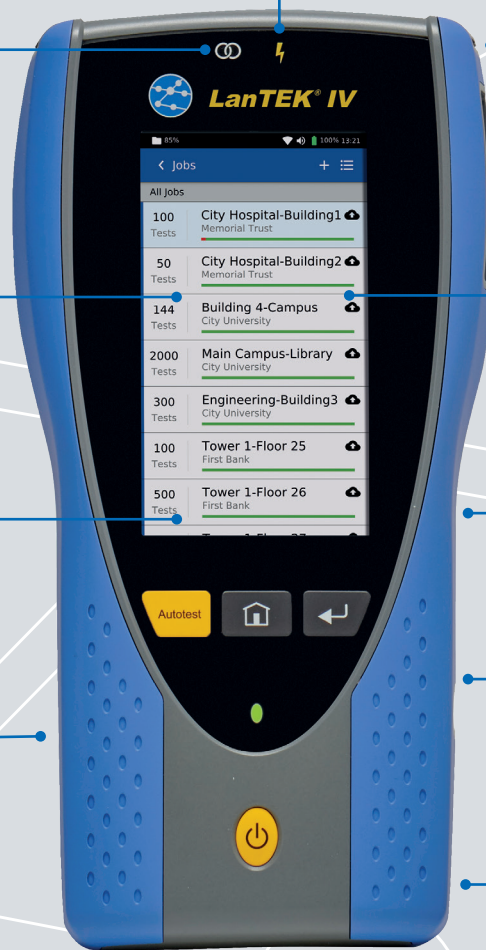 LanTEK® IV
85%
100% 13:21
Jobs
All Jobs
100 Tests
City Hospital-Building1
Memorial Trust
50 Tests
City Hospital-Building2
Memorial Trust
144 Tests
Building 4-Campus
City University
2000 Tests
Main Campus-Library
City University
300 Tests
Engineering-Building3
City University
100 Tests
Tower 1-Floor 25
First Bank
500 Tests
Tower 1-Floor 26
First Bank
Autotest